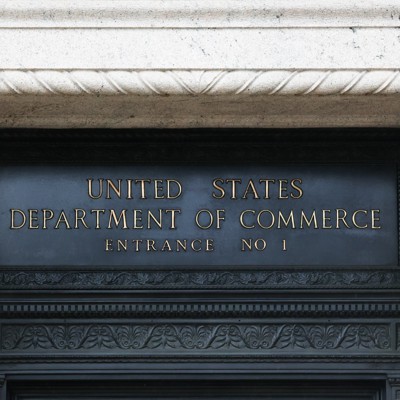 UNITED STATES
DEPARTMENT OF COMMERCE
ENTRANCE NO 1